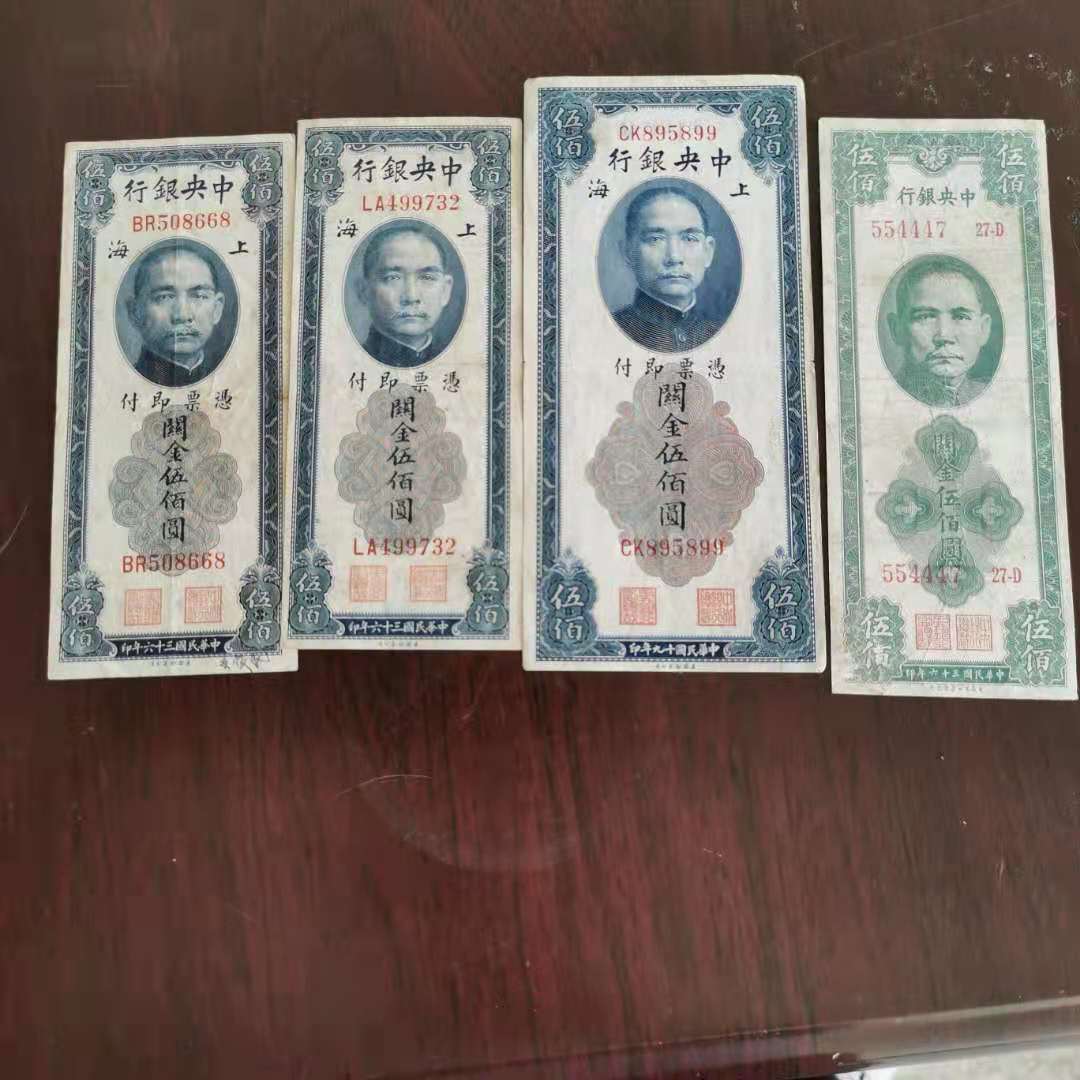 伍佰 伍佰
中央銀行
BR508668
上海
憑票即付
關金伍佰圓
BR508668
伍佰 伍佰
中華民國三十六年印
伍佰 伍佰
中央銀行
LA499732
上海
憑票即付
關金伍佰圓
LA499732
伍佰 伍佰
中華民國三十六年印
伍佰 伍佰
CK895899
中央銀行
上海
憑票即付
關金伍佰圓
CK895899
伍佰 伍佰
中華民國十九年印
伍佰 伍佰
中央銀行
554447 27-D
關金伍佰圓
554447 27-D
伍佰 伍佰
中華民國三十六年印